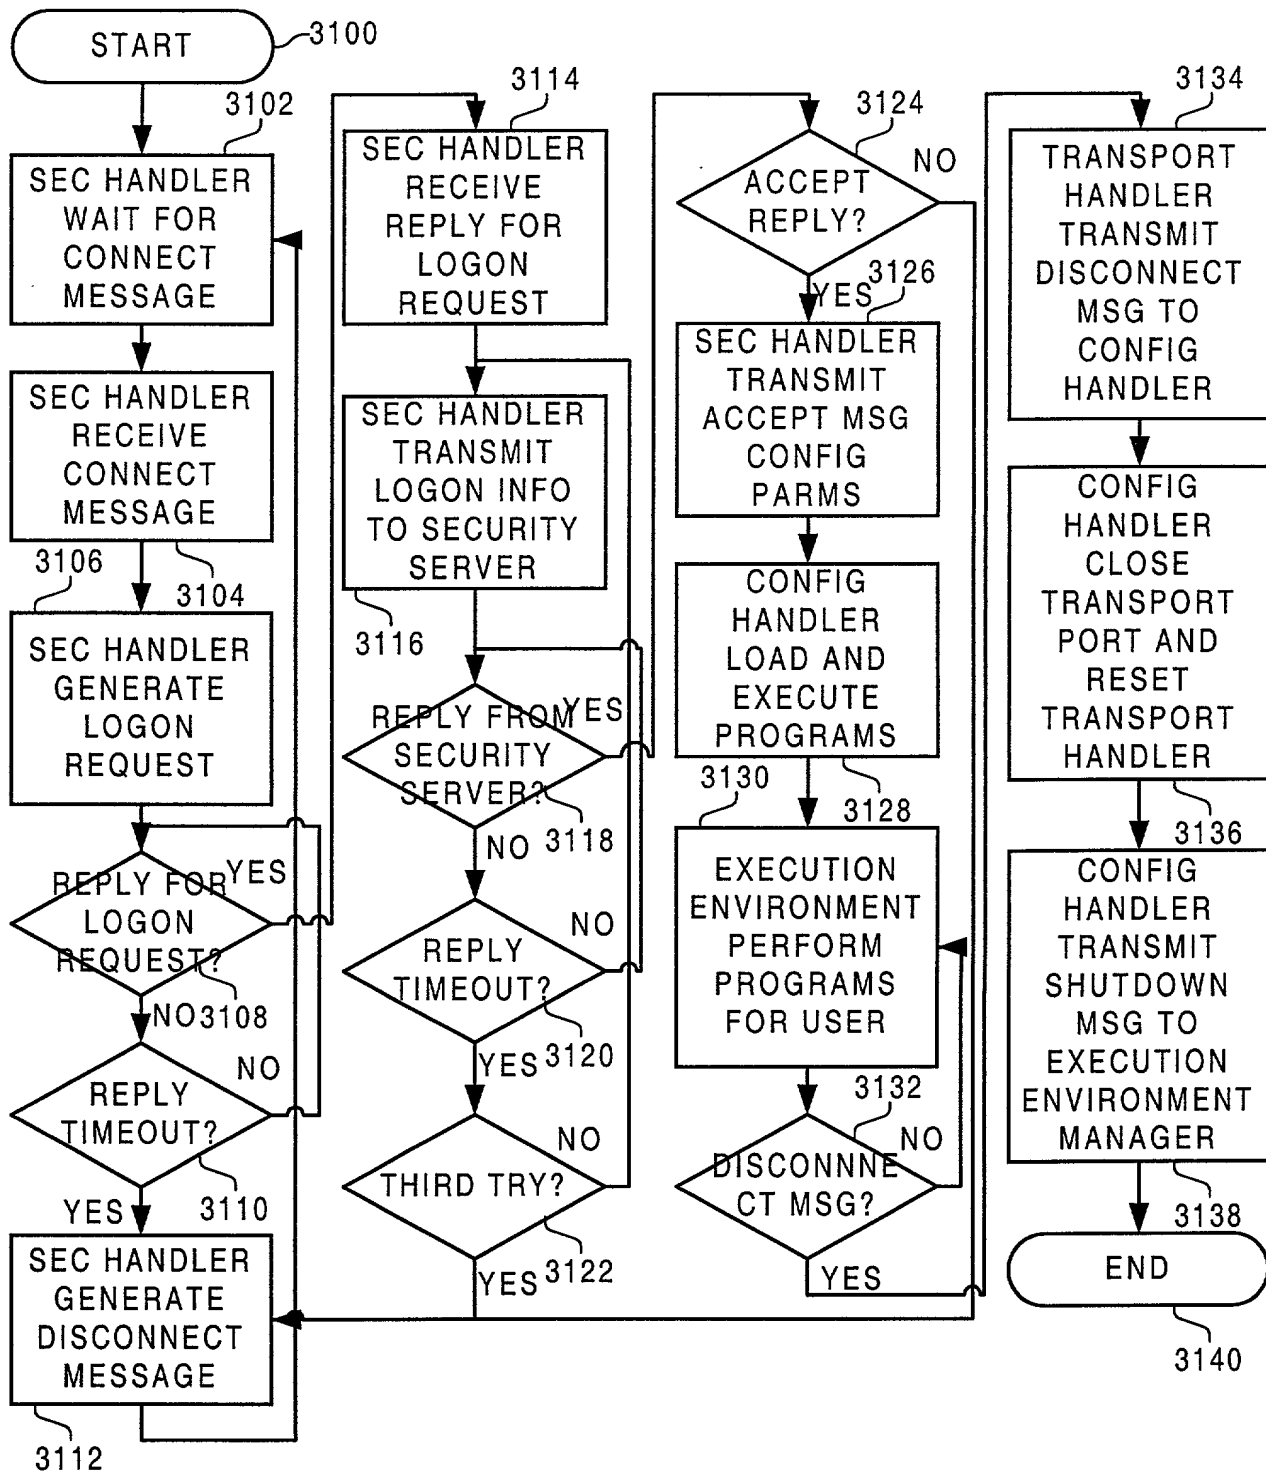 START
3100
3102
SEC HANDLER
WAIT FOR
CONNECT
MESSAGE
SEC HANDLER
RECEIVE
CONNECT
MESSAGE
3104
3106
SEC HANDLER
GENERATE
LOGON
REQUEST
REPLY FOR
LOGON
REQUEST?
YES
NO
3108
REPLY
TIMEOUT?
NO
YES
3110
SEC HANDLER
GENERATE
DISCONNECT
MESSAGE
3112
3114
SEC HANDLER
RECEIVE
REPLY FOR
LOGON
REQUEST
SEC HANDLER
TRANSMIT
LOGON INFO
TO SECURITY
SERVER
3116
REPLY FROM
SECURITY
SERVER?
YES
NO
3118
REPLY
TIMEOUT?
NO
YES
3120
THIRD TRY?
NO
YES
3122
3124
ACCEPT
REPLY?
NO
YES
3126
SEC HANDLER
TRANSMIT
ACCEPT MSG
CONFIG
PARMS
CONFIG
HANDLER
LOAD AND
EXECUTE
PROGRAMS
3128
3130
EXECUTION
ENVIRONMENT
PERFORM
PROGRAMS
FOR USER
3132
DISCONNNE
CT MSG?
NO
YES
3134
TRANSPORT
HANDLER
TRANSMIT
DISCONNECT
MSG TO
CONFIG
HANDLER
CONFIG
HANDLER
CLOSE
TRANSPORT
PORT AND
RESET
TRANSPORT
HANDLER
3136
CONFIG
HANDLER
TRANSMIT
SHUTDOWN
MSG TO
EXECUTION
ENVIRONMENT
MANAGER
3138
END
3140